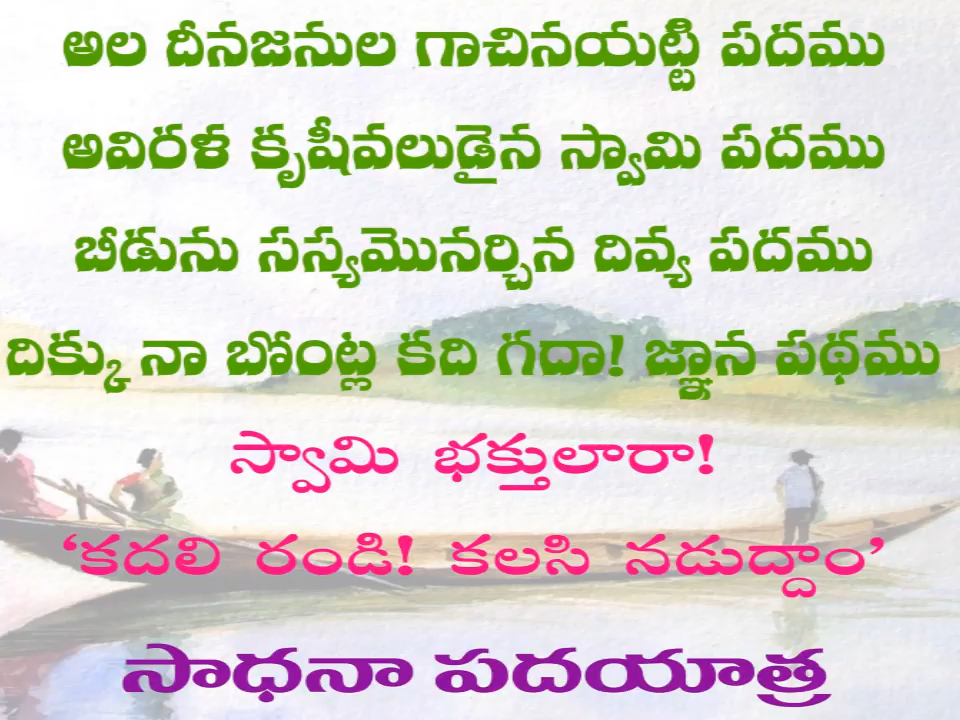 అల దీనజనుల గాచినయట్టి పదము
అవిరళ కృషీవలుడైన స్వామి పదము
బీడును సస్యమొనర్చిన దివ్య పదము
దిక్కు నా బోంట్ల కది గదా! జ్ఞాన పథము
స్వామి భక్తులారా!
‘కదలి రండి! కలసి నడుద్దాం’
సాధనా పదయాత్ర